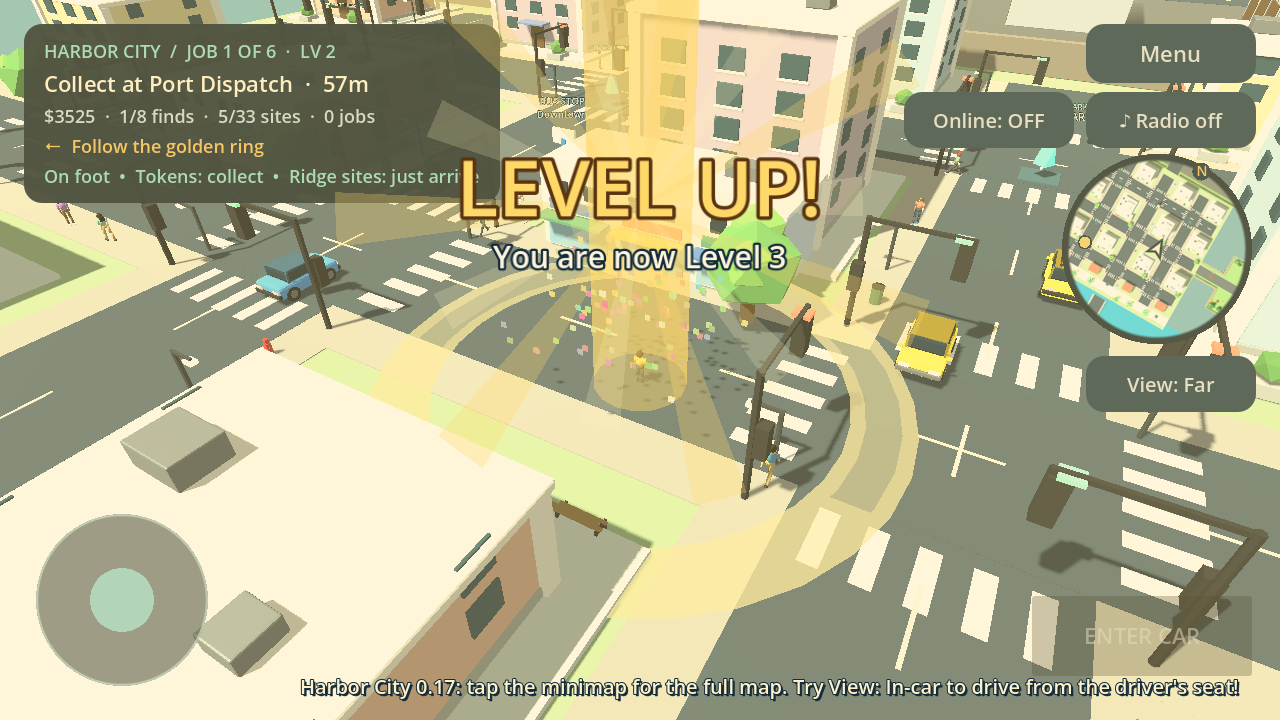 HARBOR CITY / JOB 1 OF 6 · LV 2
Collect at Port Dispatch · 57m
$3525 · 1/8 finds · 5/33 sites · 0 jobs
← Follow the golden ring
On foot • Tokens: collect • Ridge sites: just arrive
Menu
Online: OFF
♪ Radio off
N
View: Far
BUS STOP
Downtown
LEVEL UP!
You are now Level 3
ENTER CAR
Harbor City 0.17: tap the minimap for the full map. Try View: In-car to drive from the driver's seat!